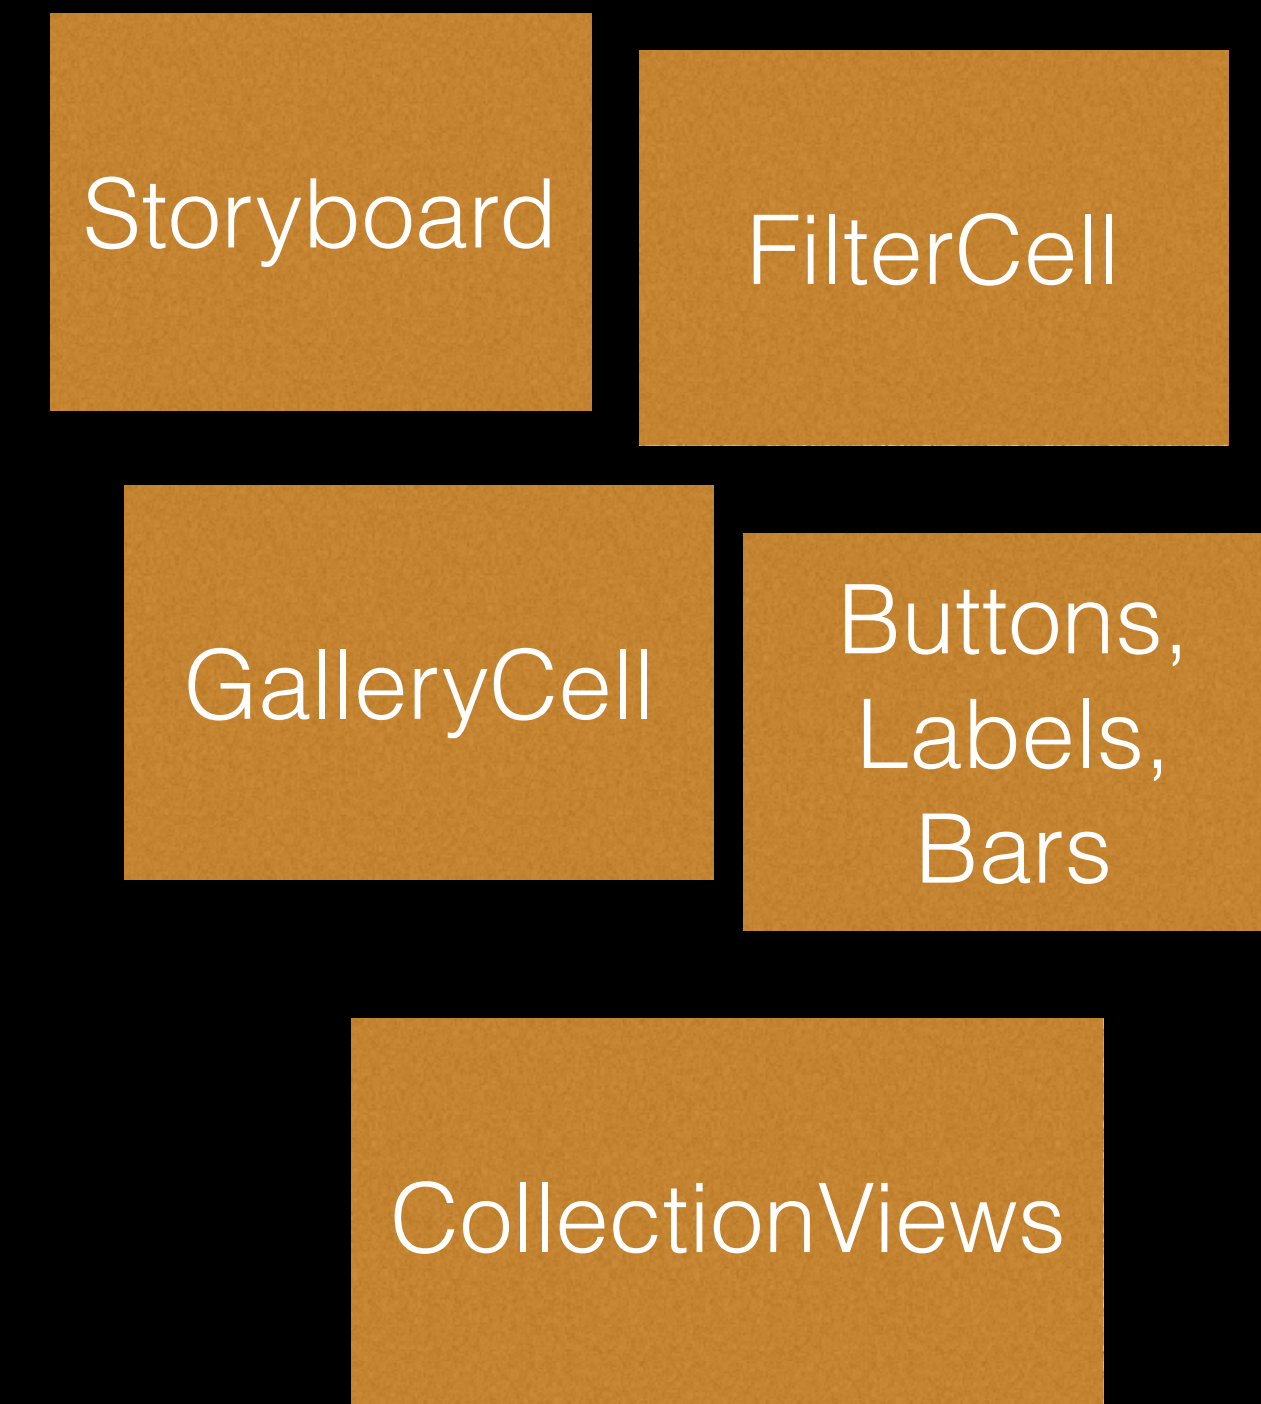 Storyboard
FilterCell
GalleryCell
Buttons,
Labels,
Bars
CollectionViews